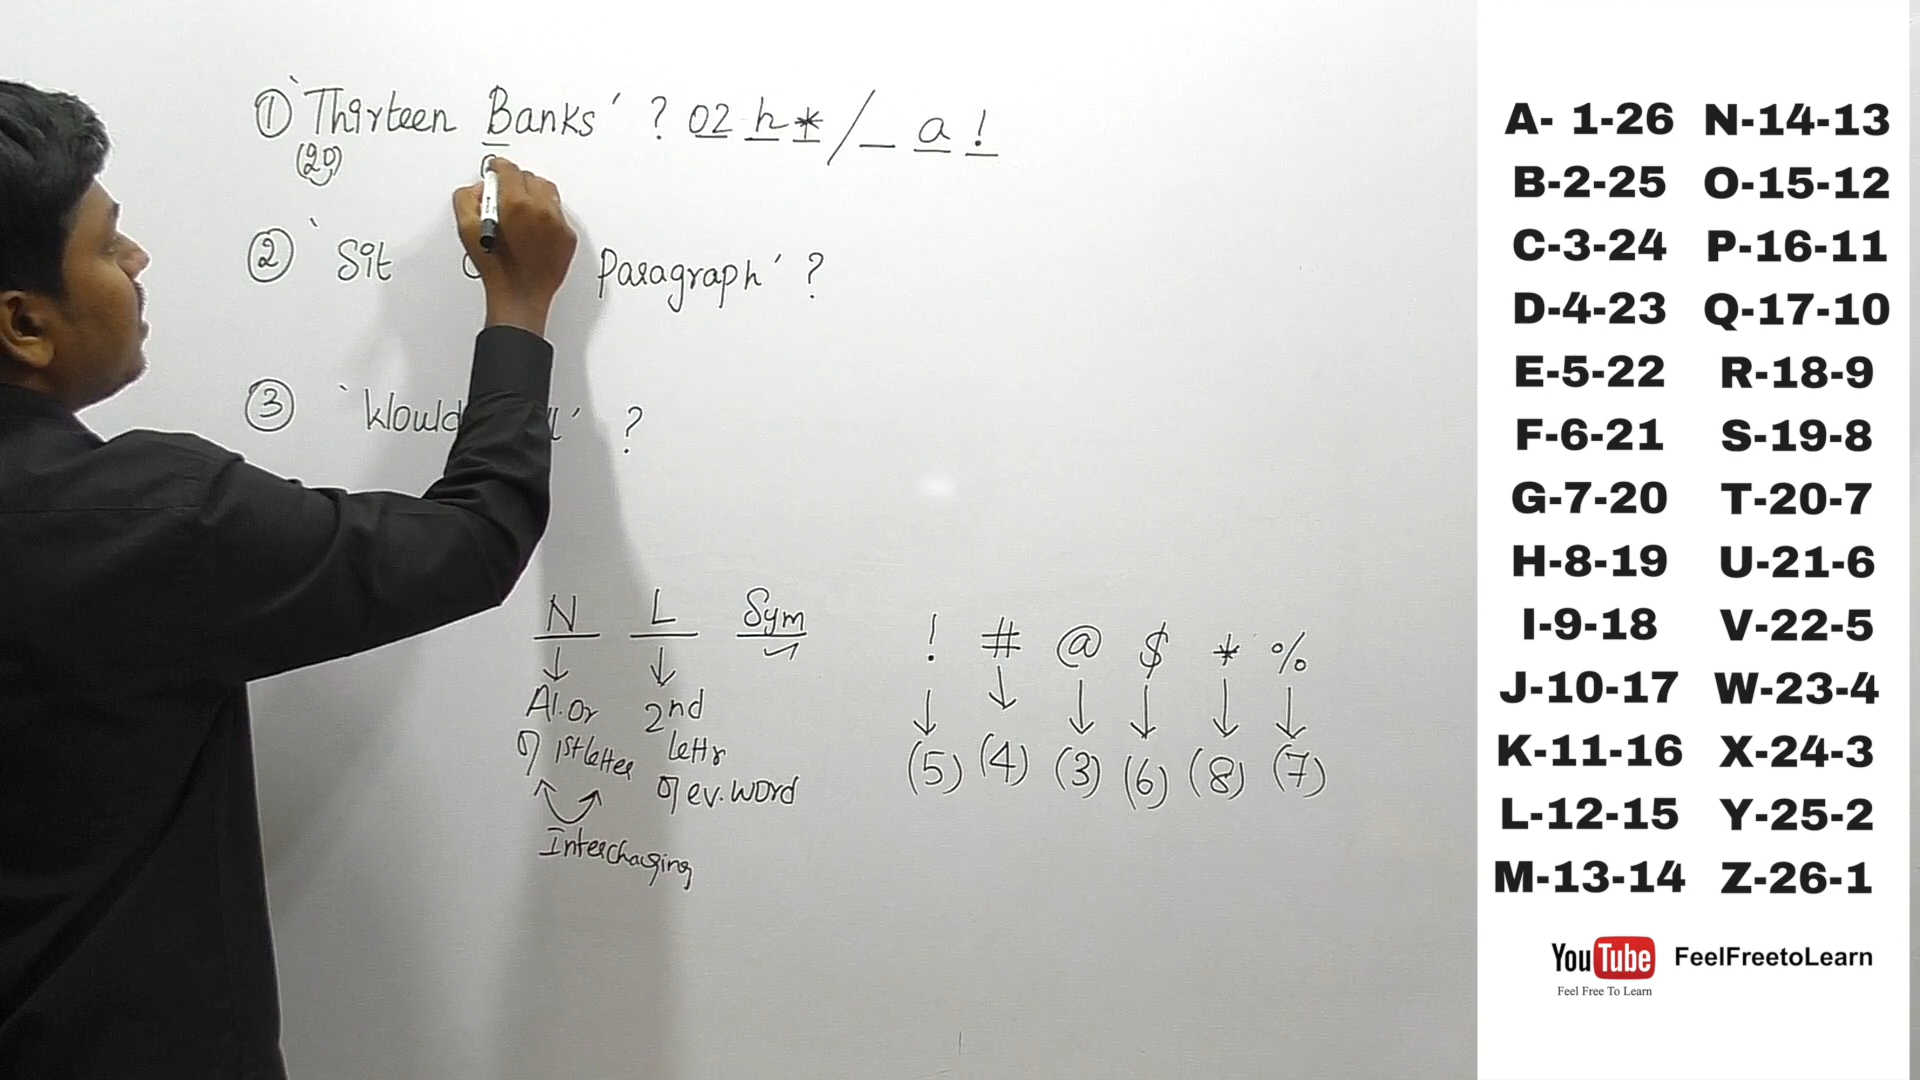 ① 'Thirteen Banks' ? 02 h * / _ a !
(20)
② 'Sit Paragraph' ?
③ 'Would ?
N L Sym
Al. Or 2nd
of 1st letter lettr
of ev. word
Interchanging
! # @ $ * %
(5) (4) (3) (6) (8) (7)
A- 1-26 N-14-13
B-2-25 O-15-12
C-3-24 P-16-11
D-4-23 Q-17-10
E-5-22 R-18-9
F-6-21 S-19-8
G-7-20 T-20-7
H-8-19 U-21-6
I-9-18 V-22-5
J-10-17 W-23-4
K-11-16 X-24-3
L-12-15 Y-25-2
M-13-14 Z-26-1
YouTube FeelFreetoLearn
Feel Free To Learn